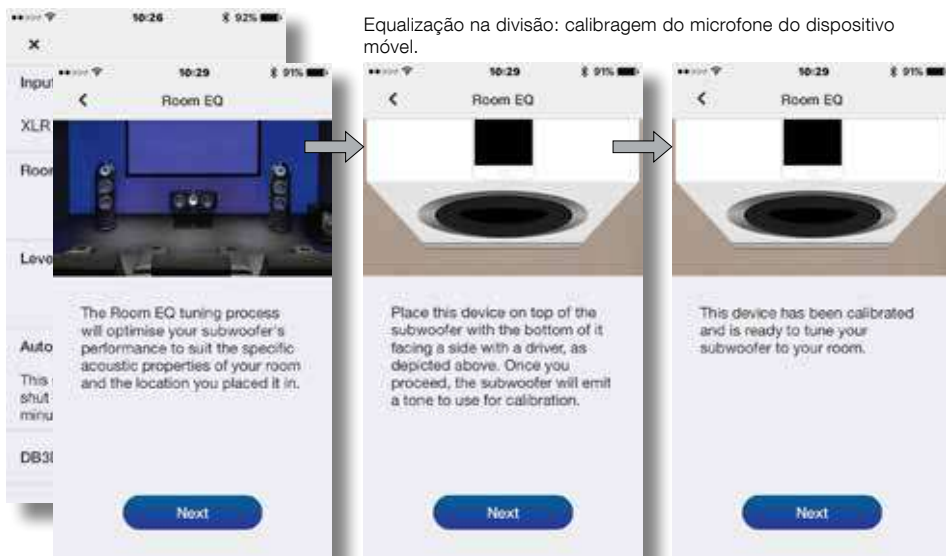 10:26
92%
×
Equalização na divisão: calibragem do microfone do dispositivo
móvel.
Input
XLR
Leve
Auto
This
shut
minu
10:29
91%
Room EQ
The Room EQ tuning process
will optimise your subwoofer's
performance to suit the specific
acoustic properties of your room
and the location you placed it in.
Next
10:29
91%
Room EQ
Place this device on top of the
subwoofer with the bottom of it
facing a side with a driver, as
depicted above. Once you
proceed, the subwoofer will emit
a tone to use for calibration.
Next
10:29
91%
Room EQ
This device has been calibrated
and is ready to tune your
subwoofer to your room.
Next